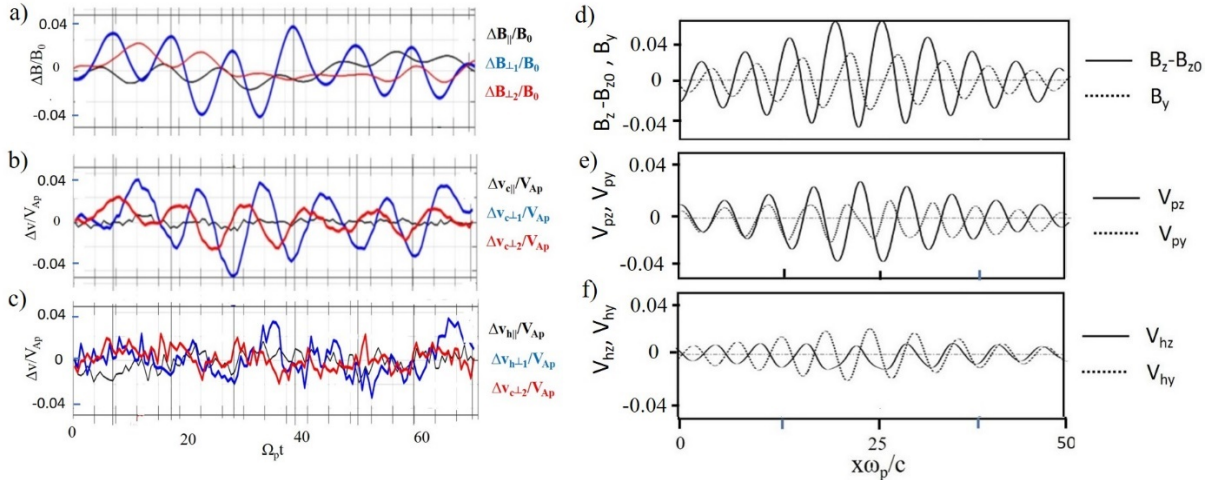 a)
0.04
0
-0.04
ΔB/B₀
ΔB||/B₀
ΔB⊥1/B₀
ΔB⊥2/B₀
b)
0.04
0
-0.04
Δv/VAp
Δvc||/VAp
Δvc⊥1/VAp
Δvc⊥2/VAp
c)
0.04
0
-0.04
Δv/VAp
Δvh||/VAp
Δvh⊥1/VAp
Δvc⊥2/VAp
0 20 40 60
Ωpt
d)
0.04
0
-0.04
Bz-Bz0 , By
Bz-Bz0
By
e)
0.04
0
-0.04
Vpz, Vpy
Vpz
Vpy
f)
0.04
0
-0.04
Vhz, Vhy
Vhz
Vhy
0 25 50
xωp/c